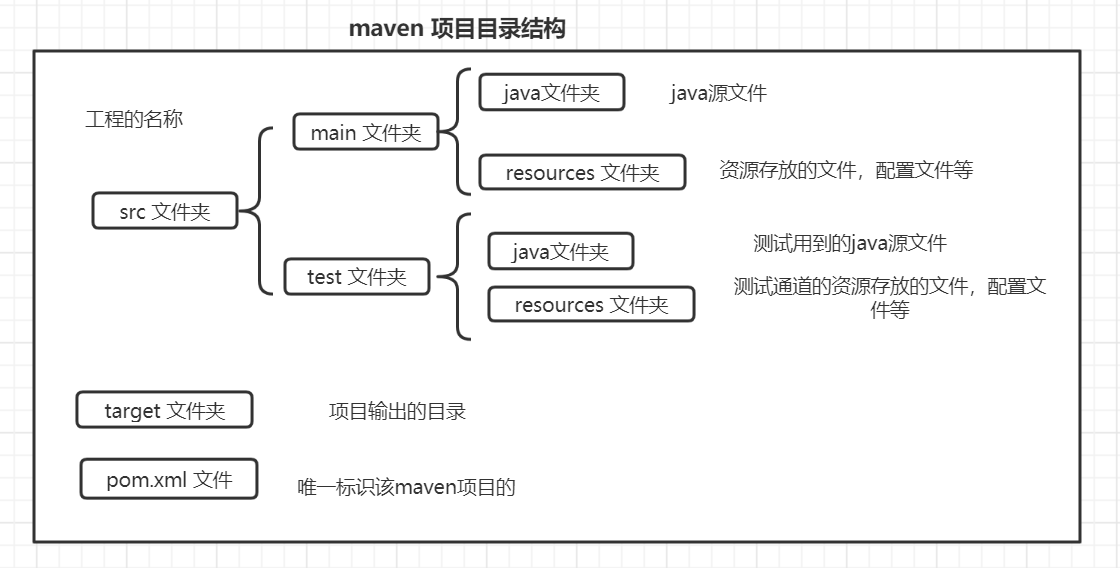 maven 项目目录结构
工程的名称
src 文件夹
main 文件夹
java文件夹
java源文件
resources 文件夹
资源存放的文件，配置文件等
test 文件夹
java文件夹
测试用到的java源文件
resources 文件夹
测试通道的资源存放的文件，配置文
件等
target 文件夹
项目输出的目录
pom.xml 文件
唯一标识该maven项目的